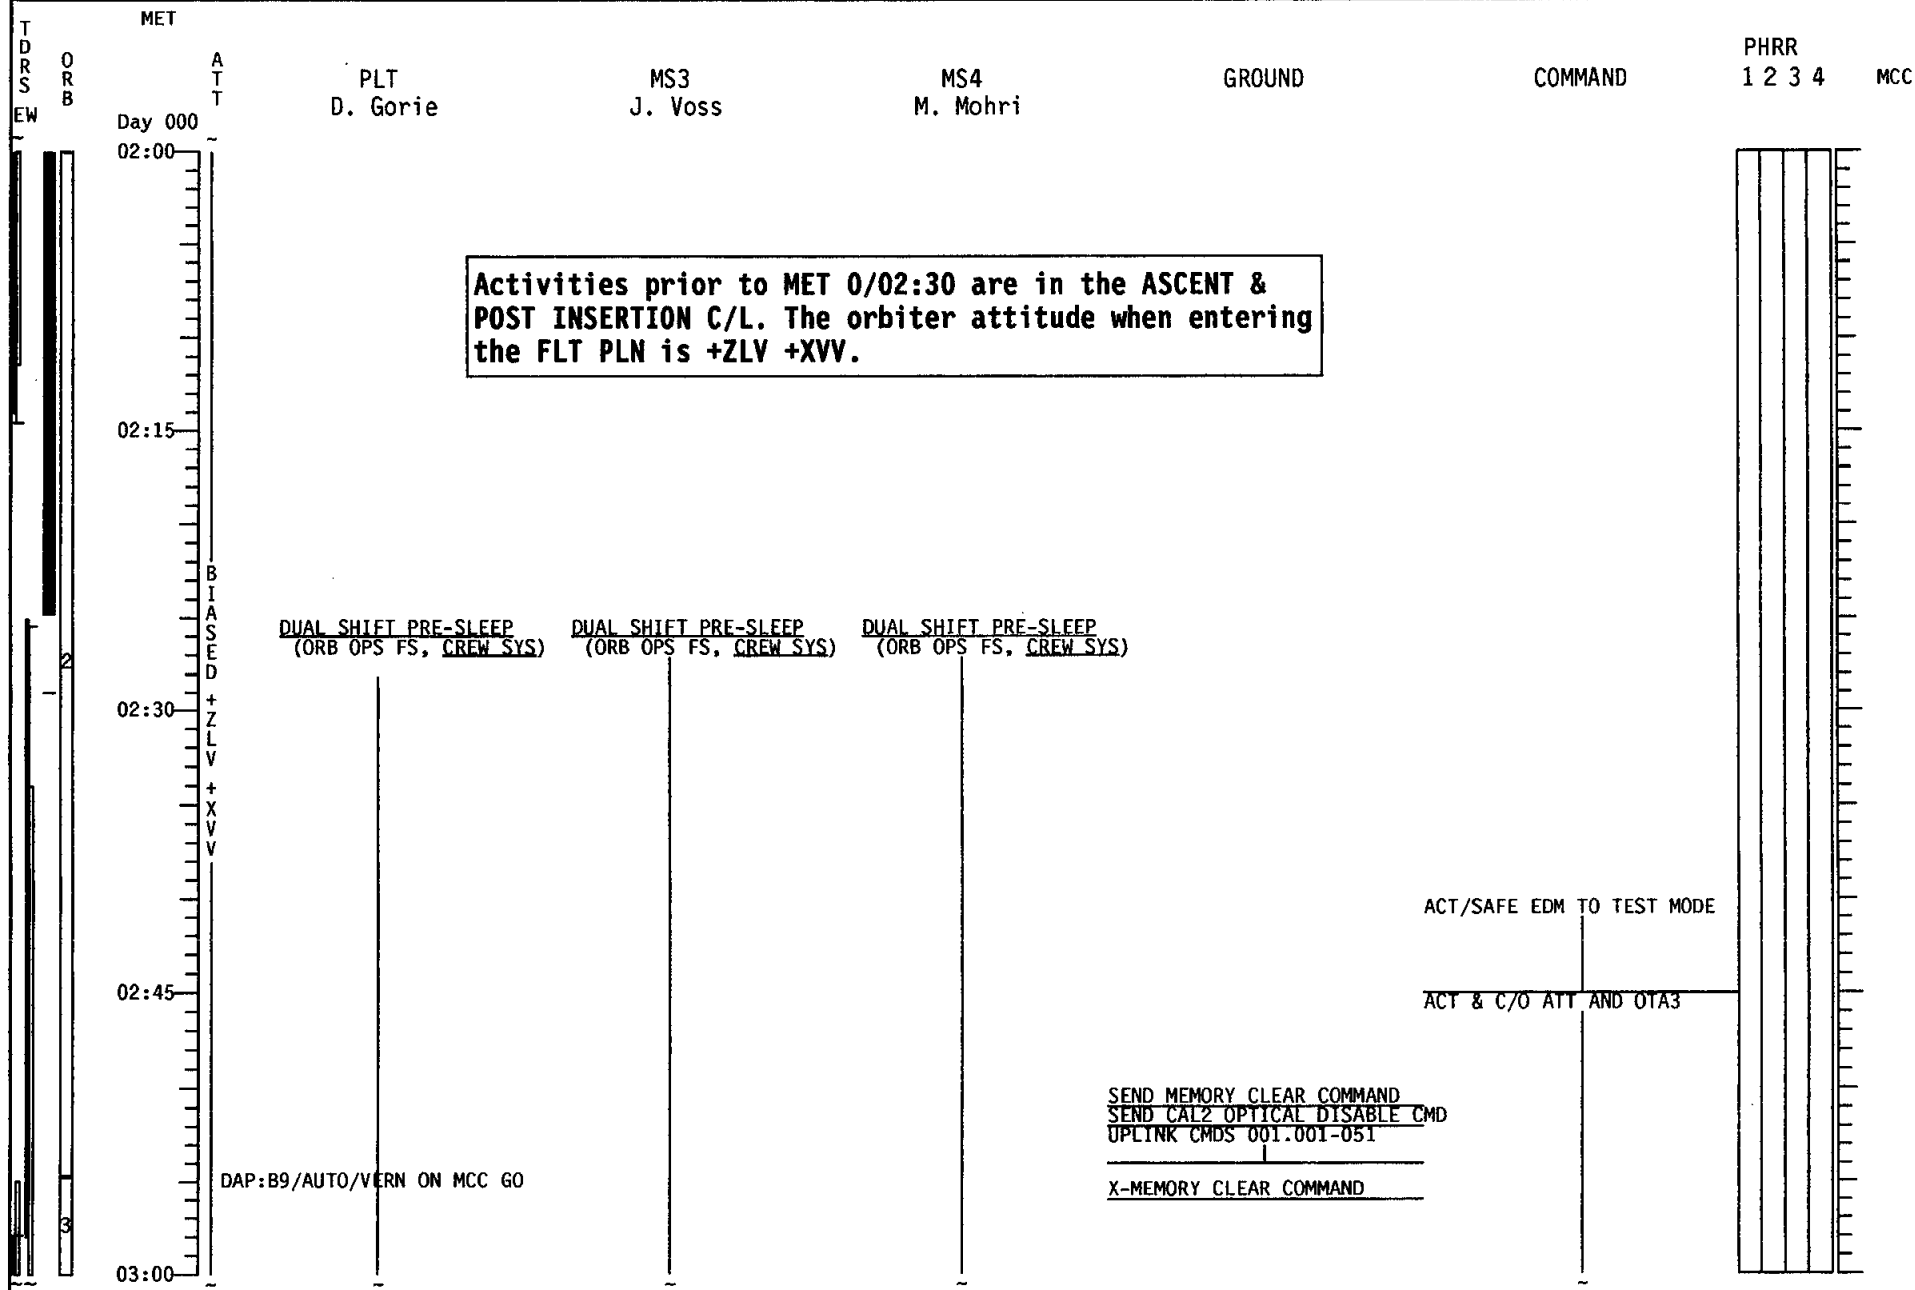 MET
TDRS
ORB
ATT
PHRR
PLT
MS3
MS4
GROUND
COMMAND
1 2 3 4
MCC
D. Gorie
J. Voss
M. Mohri
EW
Day 000
02:00
Activities prior to MET 0/02:30 are in the ASCENT &
POST INSERTION C/L. The orbiter attitude when entering
the FLT PLN is +ZLV +XVV.
02:15
BIASED +ZLV +XVV
DUAL SHIFT PRE-SLEEP
(ORB OPS FS, CREW SYS)
DUAL SHIFT PRE-SLEEP
(ORB OPS FS, CREW SYS)
DUAL SHIFT PRE-SLEEP
(ORB OPS FS, CREW SYS)
2
02:30
ACT/SAFE EDM TO TEST MODE
02:45
ACT & C/O ATT AND OTA3
SEND MEMORY CLEAR COMMAND
SEND CAL2 OPTICAL DISABLE CMD
UPLINK CMDS 001.001-051
DAP:B9/AUTO/VERN ON MCC GO
X-MEMORY CLEAR COMMAND
3
03:00